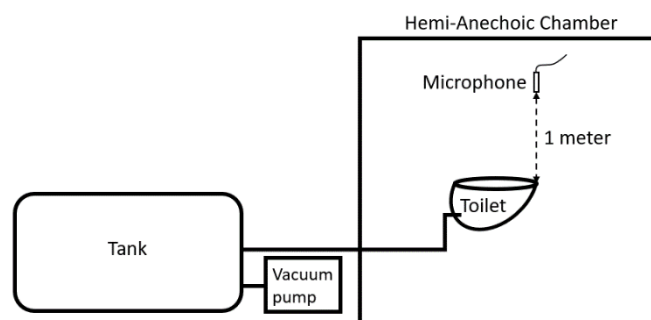 Hemi-Anechoic Chamber
Microphone
1 meter
Toilet
Tank
Vacuum
pump